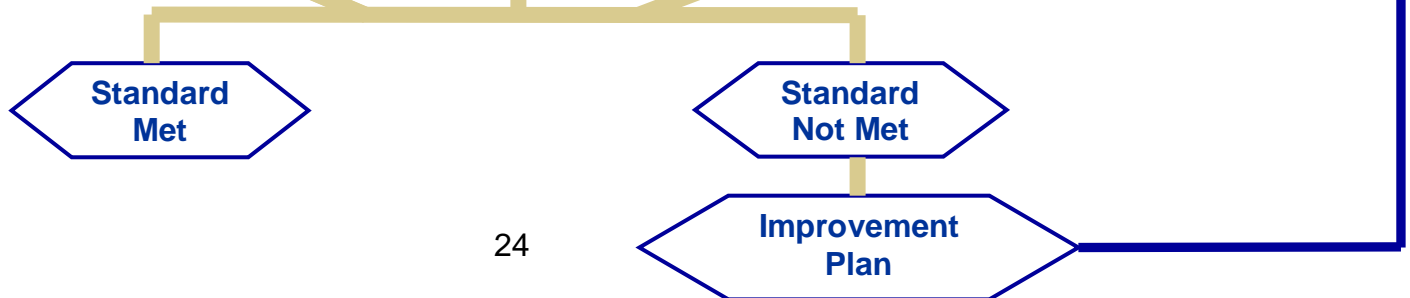 Standard
Met
Standard
Not Met
Improvement
Plan
24